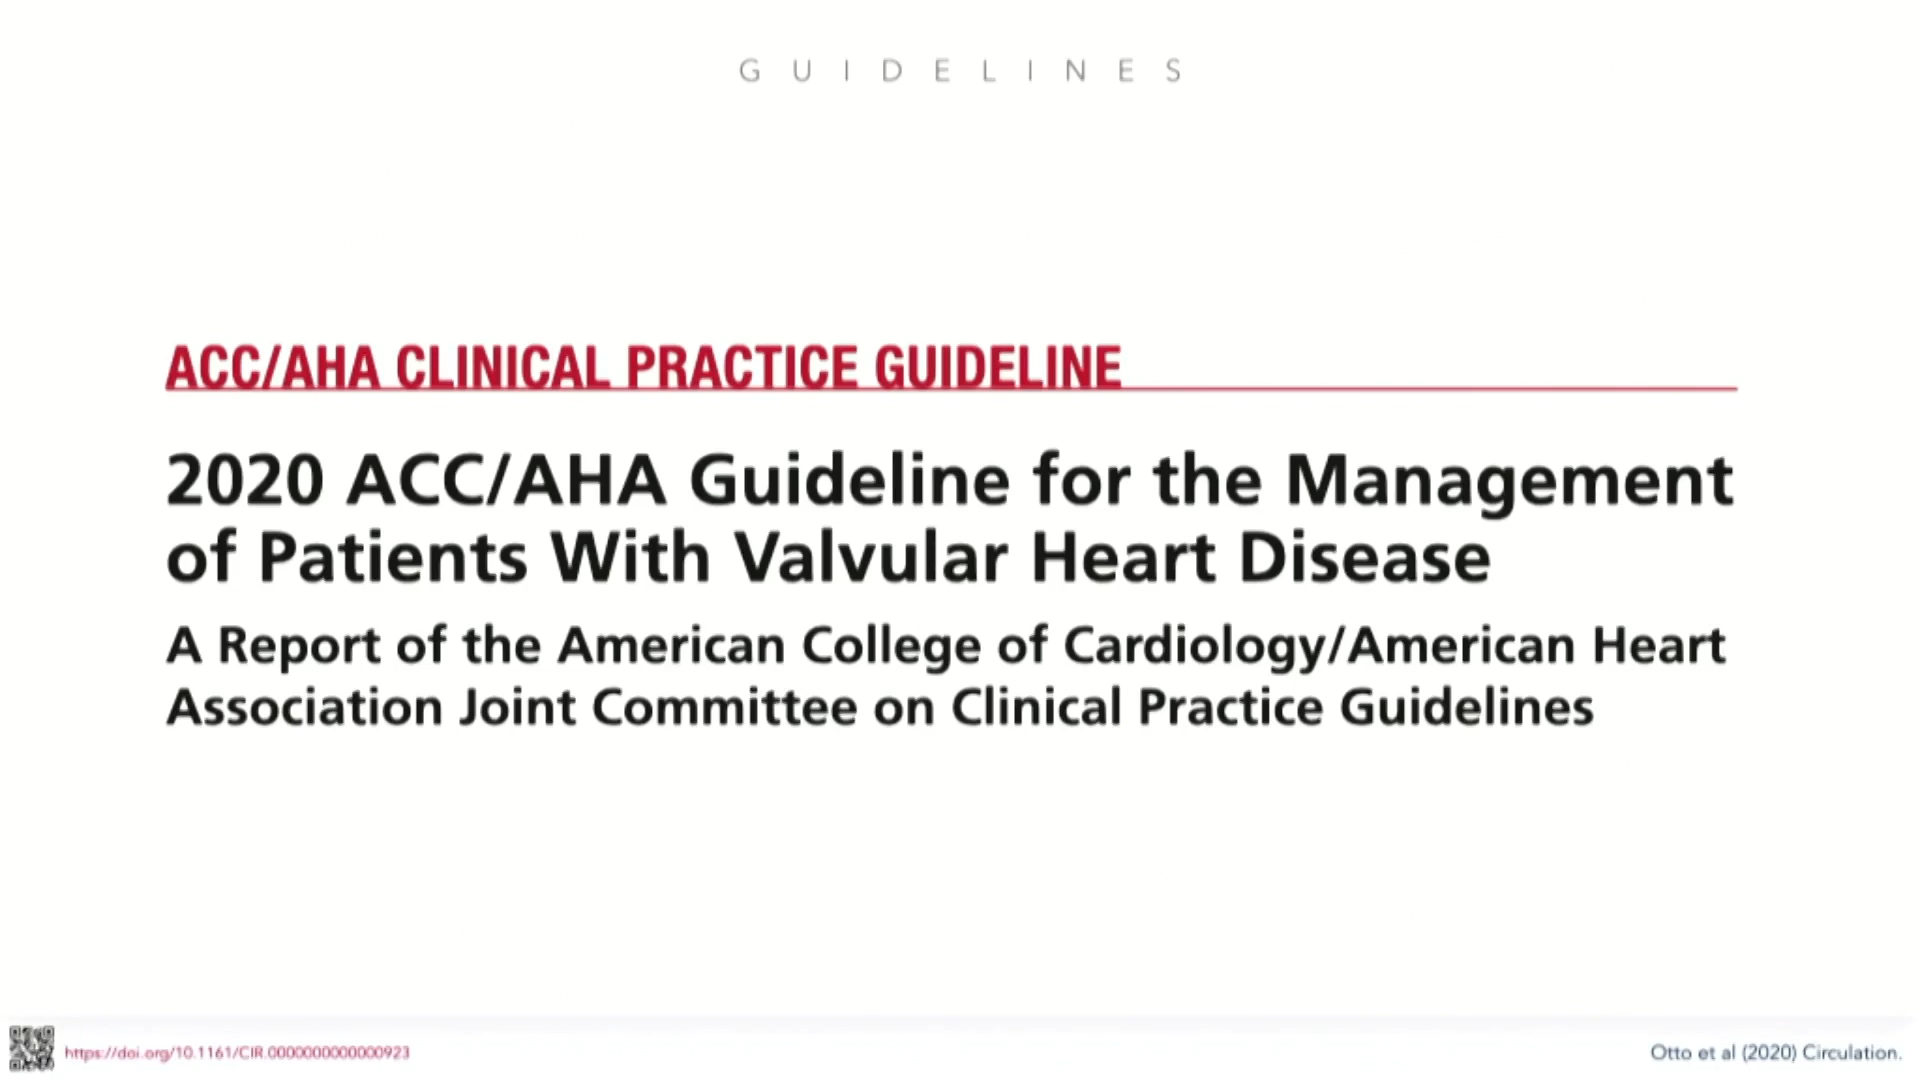 GUIDELINES
ACC/AHA CLINICAL PRACTICE GUIDELINE
2020 ACC/AHA Guideline for the Management
of Patients With Valvular Heart Disease
A Report of the American College of Cardiology/American Heart
Association Joint Committee on Clinical Practice Guidelines
https://doi.org/10.1161/CIR.0000000000000923
Otto et al (2020) Circulation.